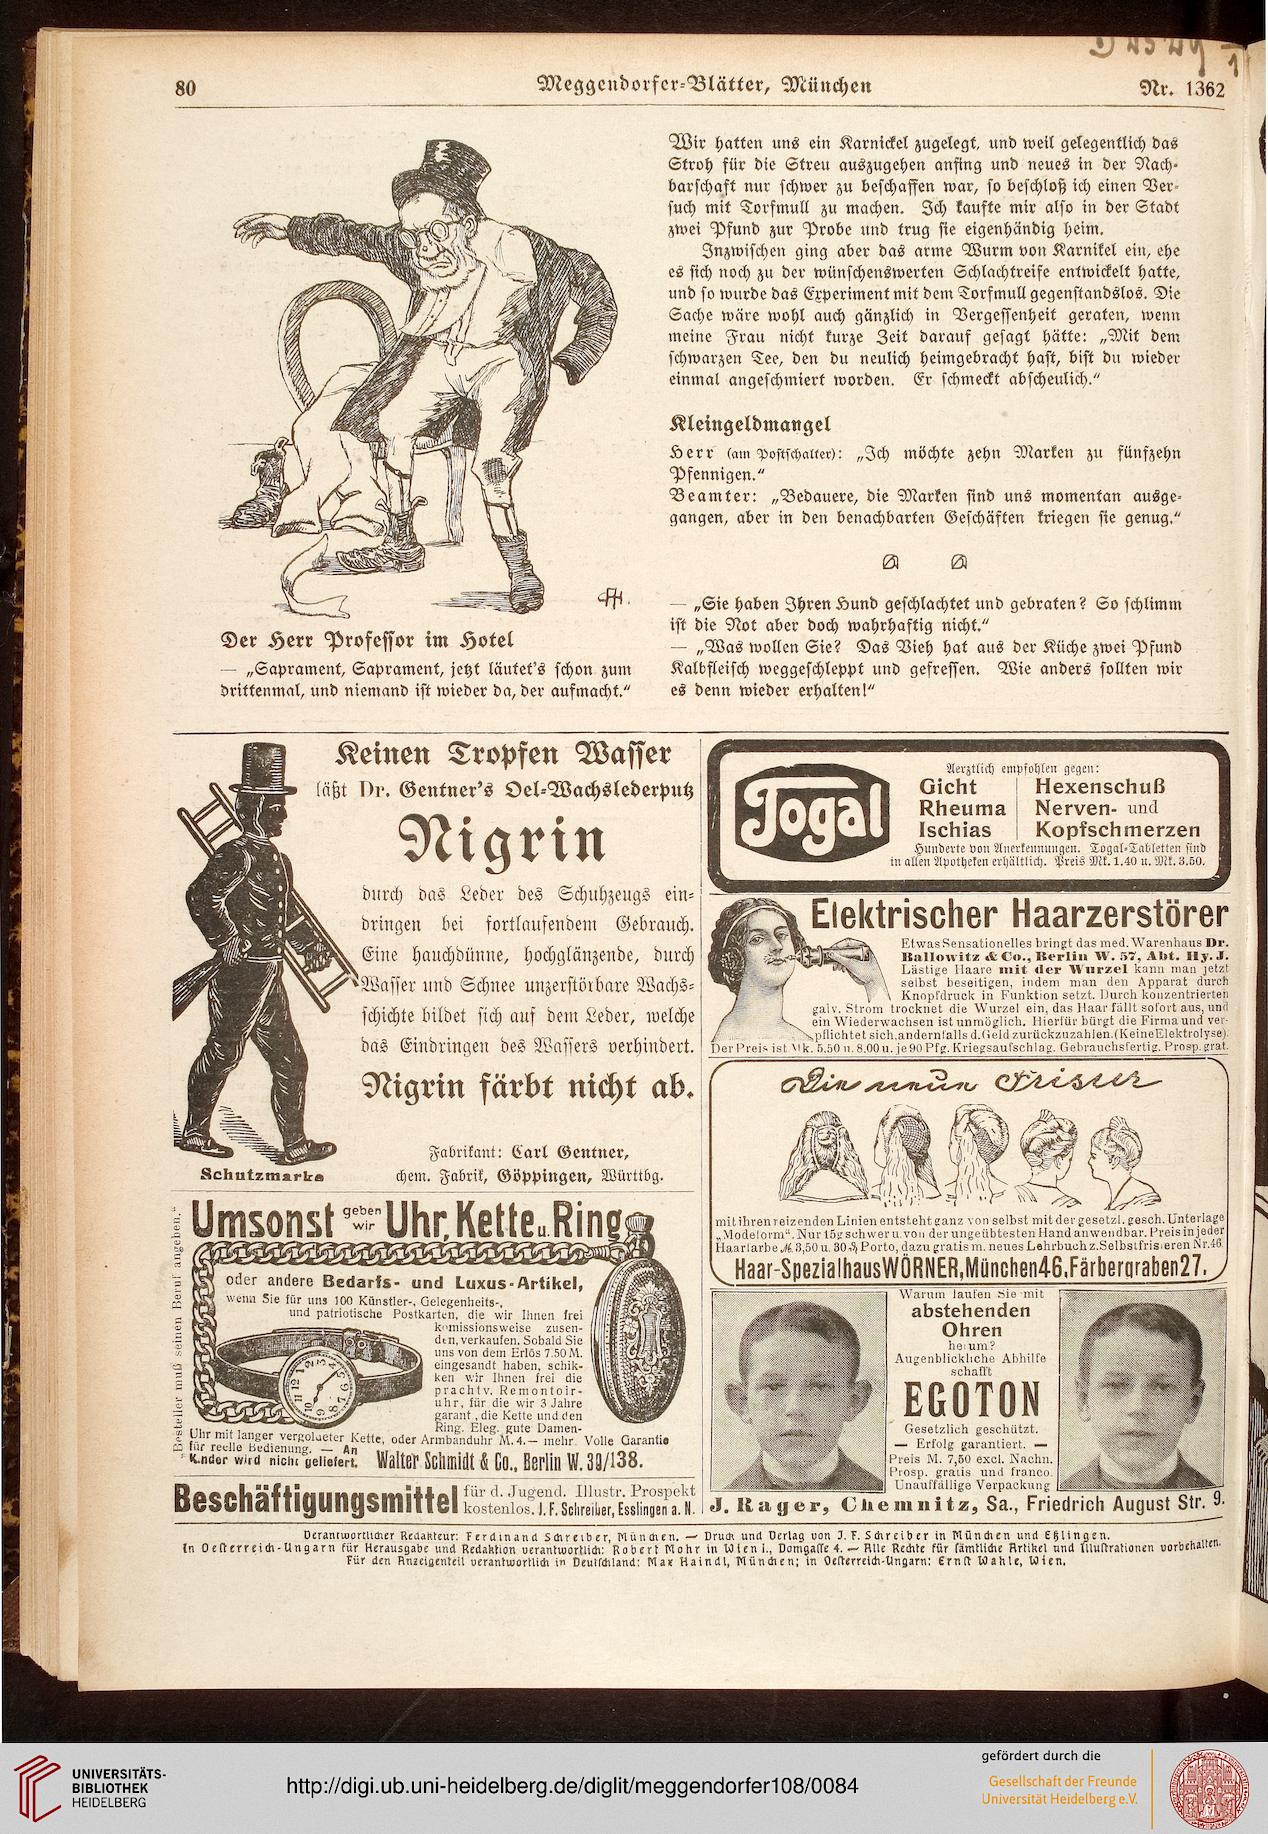 80
Meggendorfer-Blätter, München
Nr. 1362
Der Herr Professor im Hotel
— „Saprament, Saprament, jetzt läutet's schon zum
drittenmal, und niemand ist wieder da, der aufmacht."
Wir hatten uns ein Karnickel zugelegt, und weil gelegentlich das
Stroh für die Streu auszugehen anfing und neues in der Nach-
barschaft nur schwer zu beschaffen war, so beschloß ich einen Ver-
such mit Torfmull zu machen. Ich kaufte mir also in der Stadt
zwei Pfund zur Probe und trug sie eigenhändig heim.
Inzwischen ging aber das arme Wurm von Karnikel ein, ehe
es sich noch zu der wünschenswerten Schlachtreife entwickelt hatte,
und so wurde das Experiment mit dem Torfmull gegenstandslos. Die
Sache wäre wohl auch gänzlich in Vergessenheit geraten, wenn
meine Frau nicht kurze Zeit darauf gesagt hätte: „Mit dem
schwarzen Tee, den du neulich heimgebracht hast, bist du wieder
einmal angeschmiert worden. Er schmeckt abscheulich."
Kleingeldmangel
Herr (am Postschalter): „Ich möchte zehn Marken zu fünfzehn
Pfennigen."
Beamter: „Bedauere, die Marken sind uns momentan ausge-
gangen, aber in den benachbarten Geschäften kriegen sie genug."
— „Sie haben Ihren Hund geschlachtet und gebraten? So schlimm
ist die Not aber doch wahrhaftig nicht."
— „Was wollen Sie? Das Vieh hat aus der Küche zwei Pfund
Kalbfleisch weggeschleppt und gefressen. Wie anders sollten wir
es denn wieder erhalten!"
Keinen Tropfen Wasser
läßt Dr. Gentner's Oel-Wachslederputz
Nigrin
durch das Leder des Schuhzeugs ein-
dringen bei fortlaufendem Gebrauch.
Eine hauchdünne, hochglänzende, durch
Wasser und Schnee unzerstörbare Wachs-
schichte bildet sich auf dem Leder, welche
das Eindringen des Wassers verhindert.
Nigrin färbt nicht ab.
Fabrikant: Carl Gentner,
chem. Fabrik, Göppingen, Württbg.
Schutzmarke
Togal
Aerztlich empfohlen gegen:
Gicht Hexenschuß
Rheuma Nerven- und
Ischias Kopfschmerzen
Hunderte von Anerkennungen. Togal-Tabletten sind
in allen Apotheken erhältlich. Preis Mk. 1.40 u. Mk. 3.50.
Elektrischer Haarzerstörer
Etwas Sensationelles bringt das med. Warenhaus Dr.
Ballowitz & Co., Berlin W. 57, Abt. Hy. J.
Lästige Haare mit der Wurzel kann man jetzt
selbst beseitigen, indem man den Apparat durch
Knopfdruck in Funktion setzt. Durch konzentrierten
galv. Strom trocknet die Wurzel ein, das Haar fällt sofort aus, und
ein Wiederwachsen ist unmöglich. Hierfür bürgt die Firma und ver-
pflichtet sich, andernfalls d. Geld zurückzuzahlen. (Keine Elektrolyse).
Der Preis ist Mk. 5,50 u. 8,00 u. je 90 Pfg. Kriegsaufschlag. Gebrauchsfertig. Prosp. grat.
Die neue Frisur
mit ihren reizenden Linien entsteht ganz von selbst mit der gesetzl. gesch. Unterlage
„Modeform". Nur 15g schwer u. von der ungeübtesten Hand anwendbar. Preis in jeder
Haarfarbe ℳ 3,50 u. 30 ₰ Porto, dazu gratis m. neues Lehrbuch z. Selbstfrisieren Nr. 46.
Haar-Spezialhaus WÖRNER, München 46, Färbergraben 27.
Umsonst geben wir Uhr, Kette u. Ring
oder andere Bedarfs- und Luxus-Artikel,
wenn Sie für uns 100 Künstler-, Gelegenheits-,
und patriotische Postkarten, die wir Ihnen frei
komissionsweise zusen-
den, verkaufen. Sobald Sie
uns von dem Erlös 7.50 M.
eingesandt haben, schik-
ken wir Ihnen frei die
prachtv. Remontoir-
uhr, für die wir 3 Jahre
garant., die Kette und den
Ring. Eleg. gute Damen-
Uhr mit langer vergoldeter Kette, oder Armbanduhr M. 4.— mehr. Volle Garantie
für reelle Bedienung. — An
Kinder wird nicht geliefert. Walter Schmidt & Co., Berlin W. 39/138.
Besteller muß seinen Beruf angeben."
Beschäftigungsmittel für d. Jugend. Illustr. Prospekt
kostenlos. J. F. Schreiber, Esslingen a. N.
Warum laufen Sie mit
abstehenden
Ohren
herum?
Augenblickliche Abhilfe
schafft
EGOTON
Gesetzlich geschützt.
— Erfolg garantiert. —
Preis M. 7,50 excl. Nachn.
Prosp. gratis und franco.
Unauffällige Verpackung
J. Rager, Chemnitz, Sa., Friedrich August Str. 9.
Verantwortlicher Redakteur: Ferdinand Schreiber, München. — Druck und Verlag von J. F. Schreiber in München und Eßlingen.
In Oesterreich-Ungarn für Herausgabe und Redaktion verantwortlich: Robert Mohr in Wien I., Domgasse 4. — Alle Rechte für sämtliche Artikel und Illustrationen vorbehalten.
Für den Anzeigenteil verantwortlich in Deutschland: Max Haindl, München; in Oesterreich-Ungarn: Ernst Wahle, Wien.
UNIVERSITÄTS-
BIBLIOTHEK
HEIDELBERG
http://digi.ub.uni-heidelberg.de/diglit/meggendorfer108/0084
gefördert durch die
Gesellschaft der Freunde
Universität Heidelberg e.V.